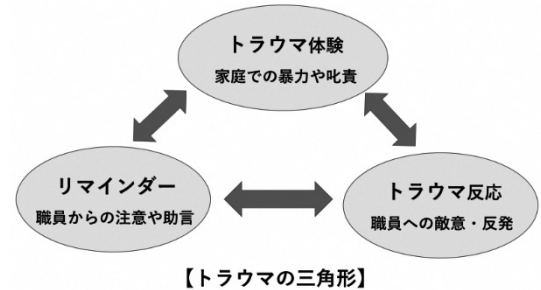 トラウマ体験
家庭での暴力や叱責
リマインダー
職員からの注意や助言
トラウマ反応
職員への敵意・反発
【トラウマの三角形】